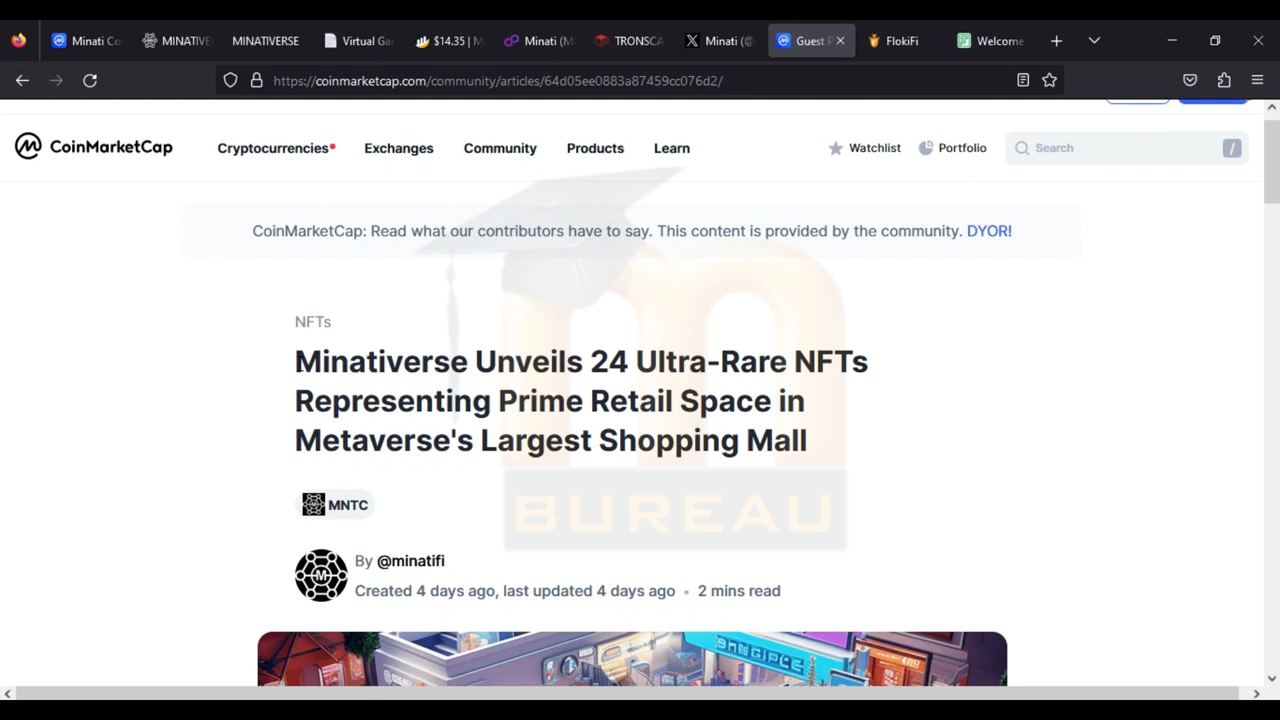 Minati Co
MINATIVE
MINATIVERSE
Virtual Ga
$14.35 | M
Minati (M
TRONSCA
Minati (@
Guest P
FlokiFi
Welcome
https://coinmarketcap.com/community/articles/64d05ee0883a87459cc076d2/
CoinMarketCap
Cryptocurrencies
Exchanges
Community
Products
Learn
Watchlist
Portfolio
Search
/
CoinMarketCap: Read what our contributors have to say. This content is provided by the community. DYOR!
NFTs
Minativerse Unveils 24 Ultra-Rare NFTs
Representing Prime Retail Space in
Metaverse's Largest Shopping Mall
MNTC
BUREAU
By @minatifi
Created 4 days ago, last updated 4 days ago • 2 mins read